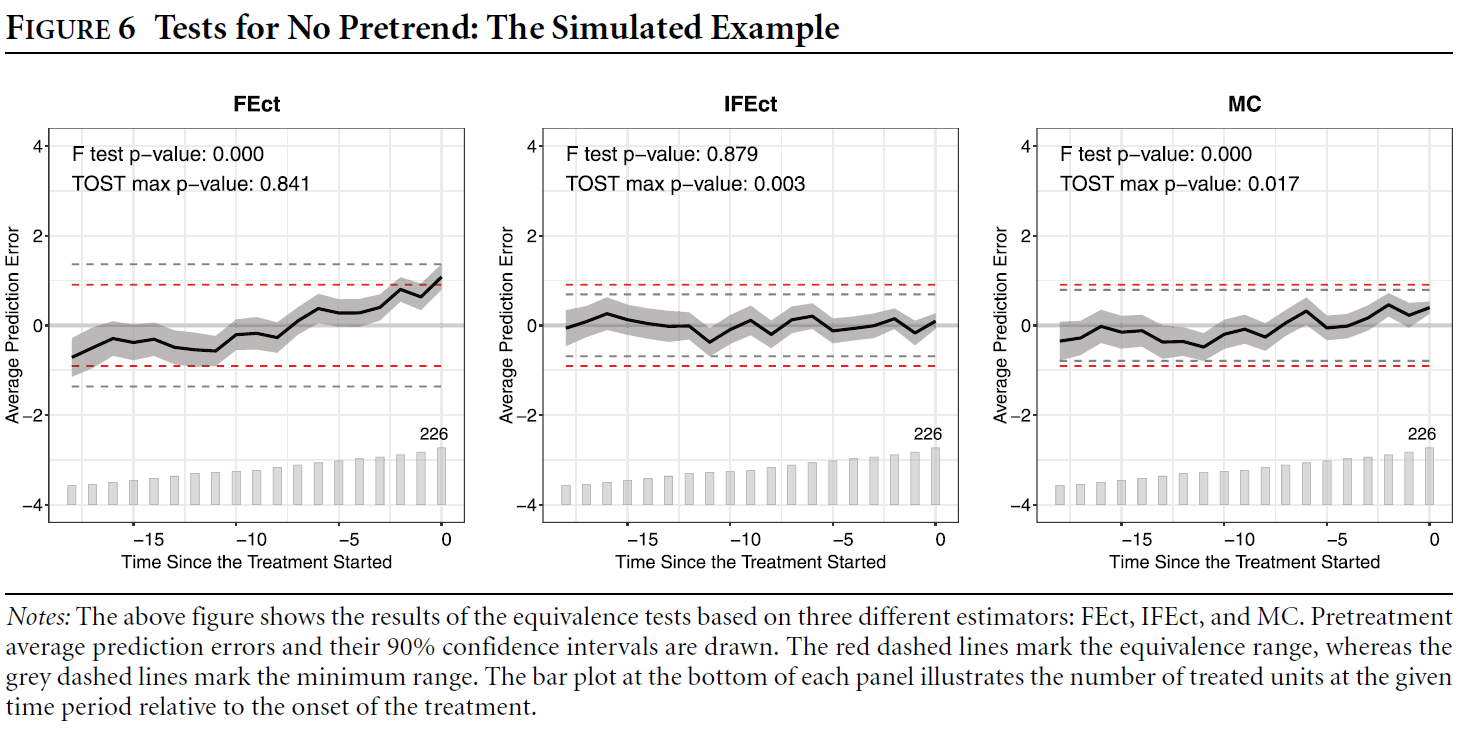 FIGURE 6 Tests for No Pretrend: The Simulated Example
FEct
F test p−value: 0.000
TOST max p−value: 0.841
Average Prediction Error
4
2
0
−2
−4
226
−15 −10 −5 0
Time Since the Treatment Started
IFEct
F test p−value: 0.879
TOST max p−value: 0.003
Average Prediction Error
4
2
0
−2
−4
226
−15 −10 −5 0
Time Since the Treatment Started
MC
F test p−value: 0.000
TOST max p−value: 0.017
Average Prediction Error
4
2
0
−2
−4
226
−15 −10 −5 0
Time Since the Treatment Started
Notes: The above figure shows the results of the equivalence tests based on three different estimators: FEct, IFEct, and MC. Pretreatment
average prediction errors and their 90% confidence intervals are drawn. The red dashed lines mark the equivalence range, whereas the
grey dashed lines mark the minimum range. The bar plot at the bottom of each panel illustrates the number of treated units at the given
time period relative to the onset of the treatment.